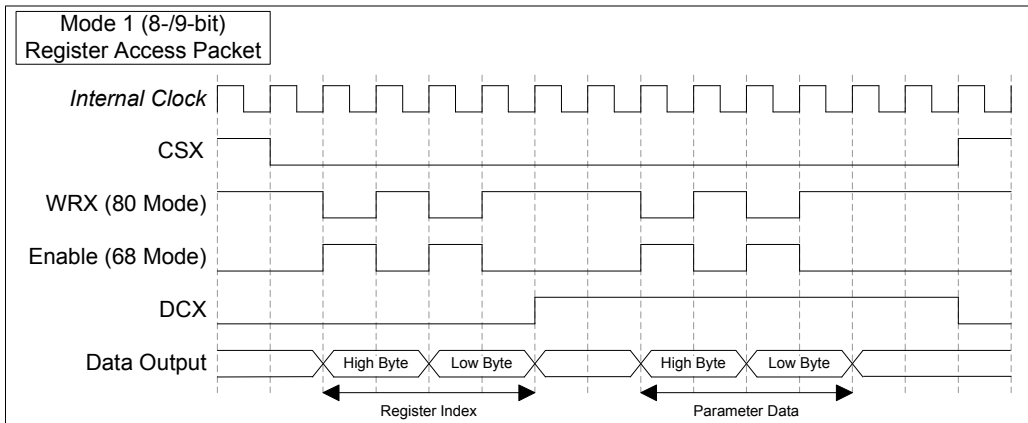 Mode 1 (8-/9-bit)
Register Access Packet
Internal Clock
CSX
WRX (80 Mode)
Enable (68 Mode)
DCX
Data Output
High Byte
Low Byte
High Byte
Low Byte
Register Index
Parameter Data